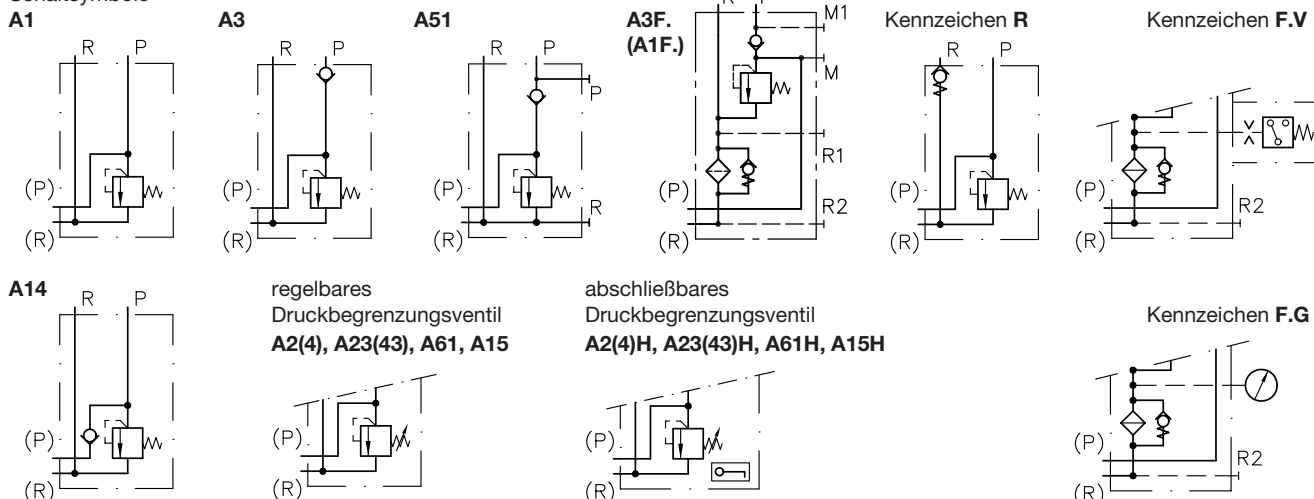 A1
R P
(P)
(R)
A3
R P
(P)
(R)
A51
R P
P
R
(P)
(R)
A3F.
(A1F.)
M1
M
R1
R2
(P)
(R)
Kennzeichen R
R P
(P)
(R)
Kennzeichen F.V
(P)
R2
(R)
A14
R P
(P)
(R)
regelbares
Druckbegrenzungsventil
A2(4), A23(43), A61, A15
(P)
(R)
abschließbares
Druckbegrenzungsventil
A2(4)H, A23(43)H, A61H, A15H
(P)
(R)
Kennzeichen F.G
(P)
R2
(R)